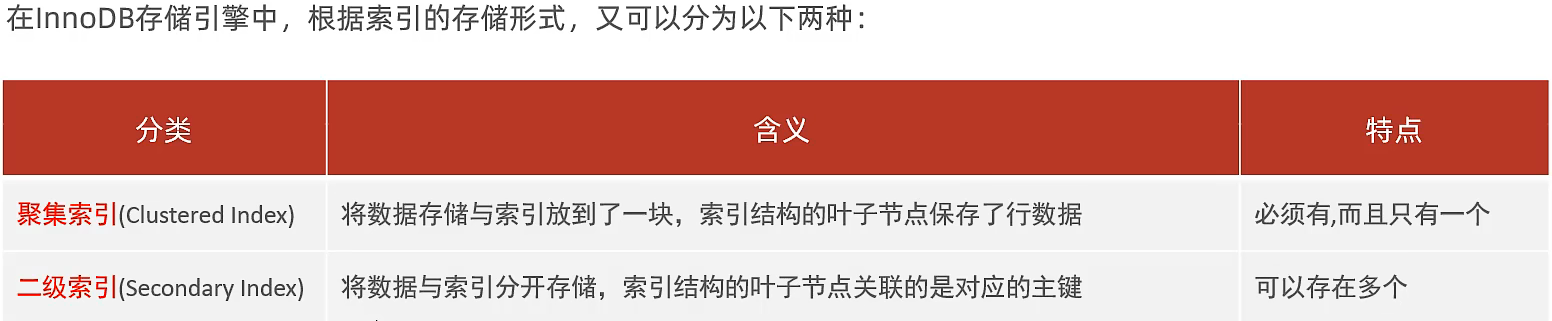 在InnoDB存储引擎中，根据索引的存储形式，又可以分为以下两种：
分类 含义 特点
聚集索引(Clustered Index) 将数据存储与索引放到了一块，索引结构的叶子节点保存了行数据 必须有,而且只有一个
二级索引(Secondary Index) 将数据与索引分开存储，索引结构的叶子节点关联的是对应的主键 可以存在多个